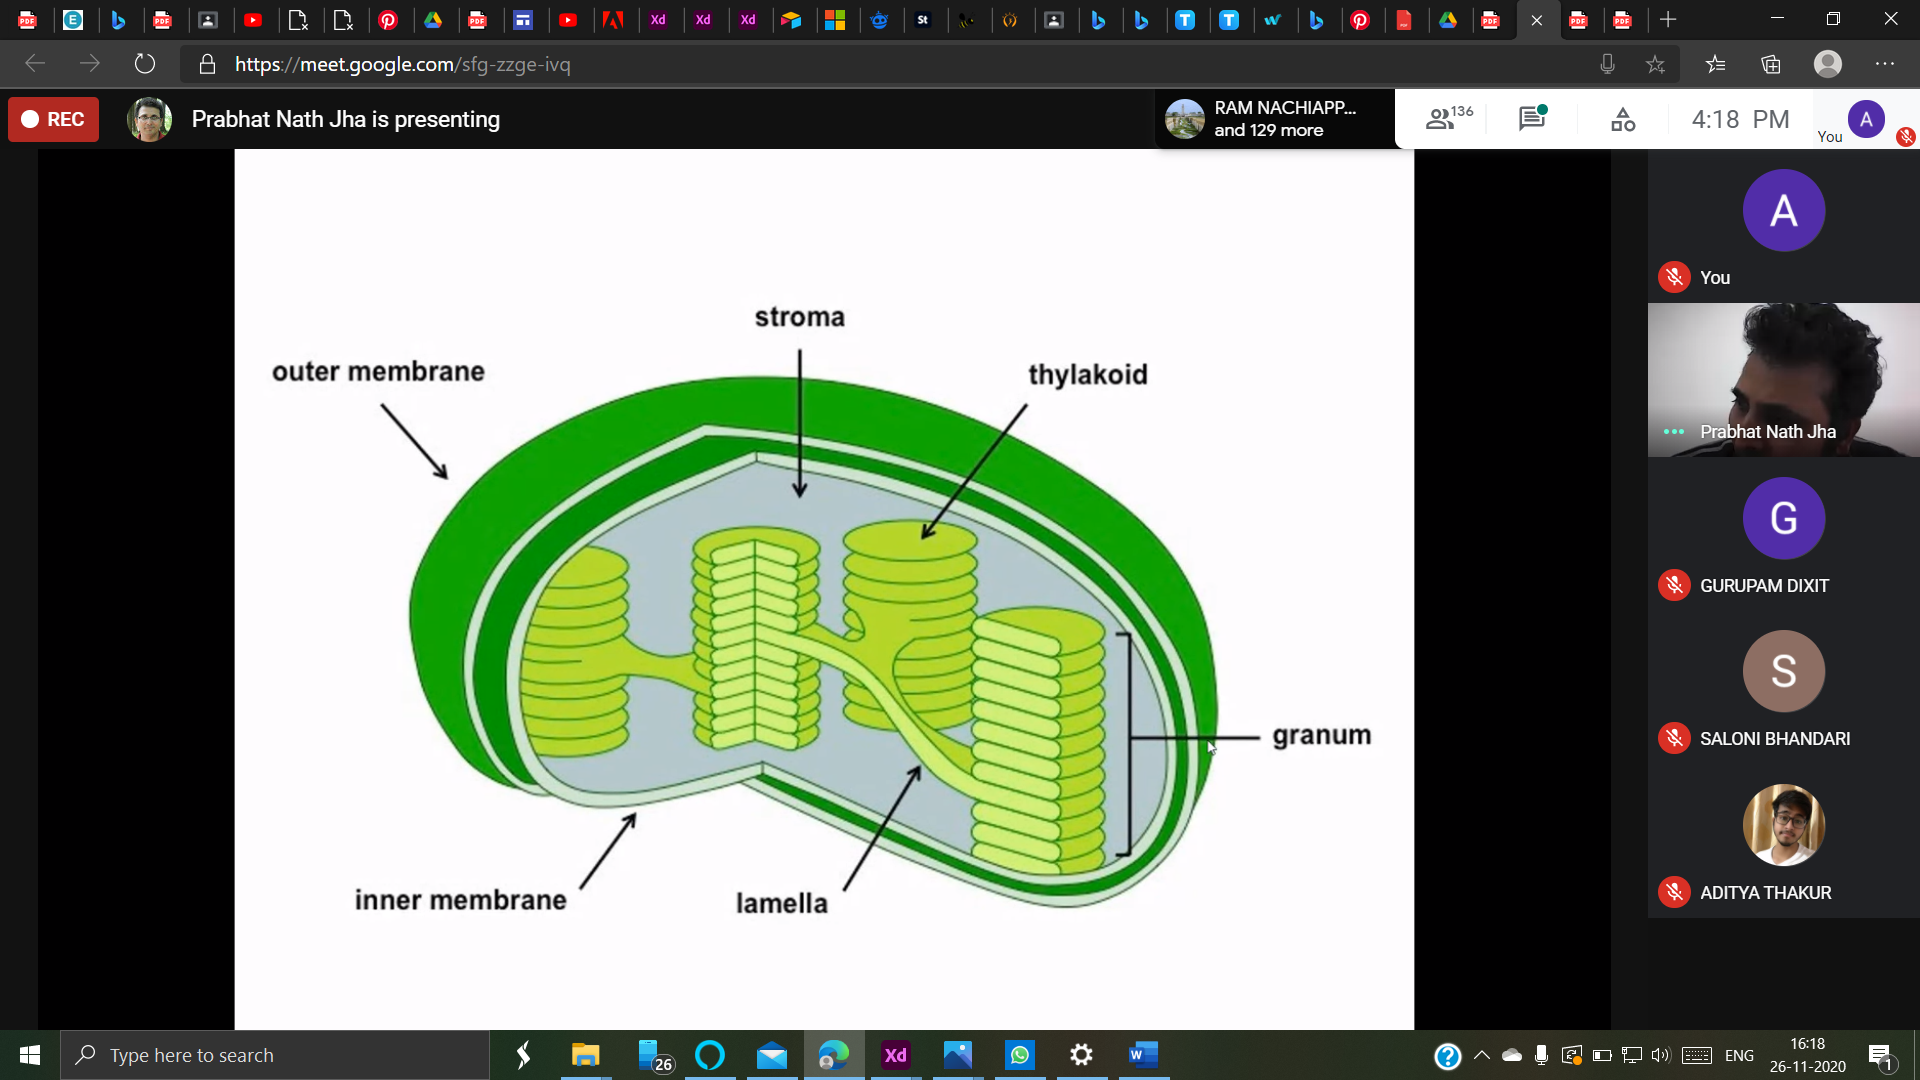 https://meet.google.com/sfg-zzge-ivq
REC
Prabhat Nath Jha is presenting
RAM NACHIAPP...
and 129 more
136
4:18 PM
You
A
stroma
outer membrane
thylakoid
granum
inner membrane
lamella
A
You
Prabhat Nath Jha
G
GURUPAM DIXIT
S
SALONI BHANDARI
ADITYA THAKUR
Type here to search
26
Xd
W
ENG
16:18
26-11-2020
1